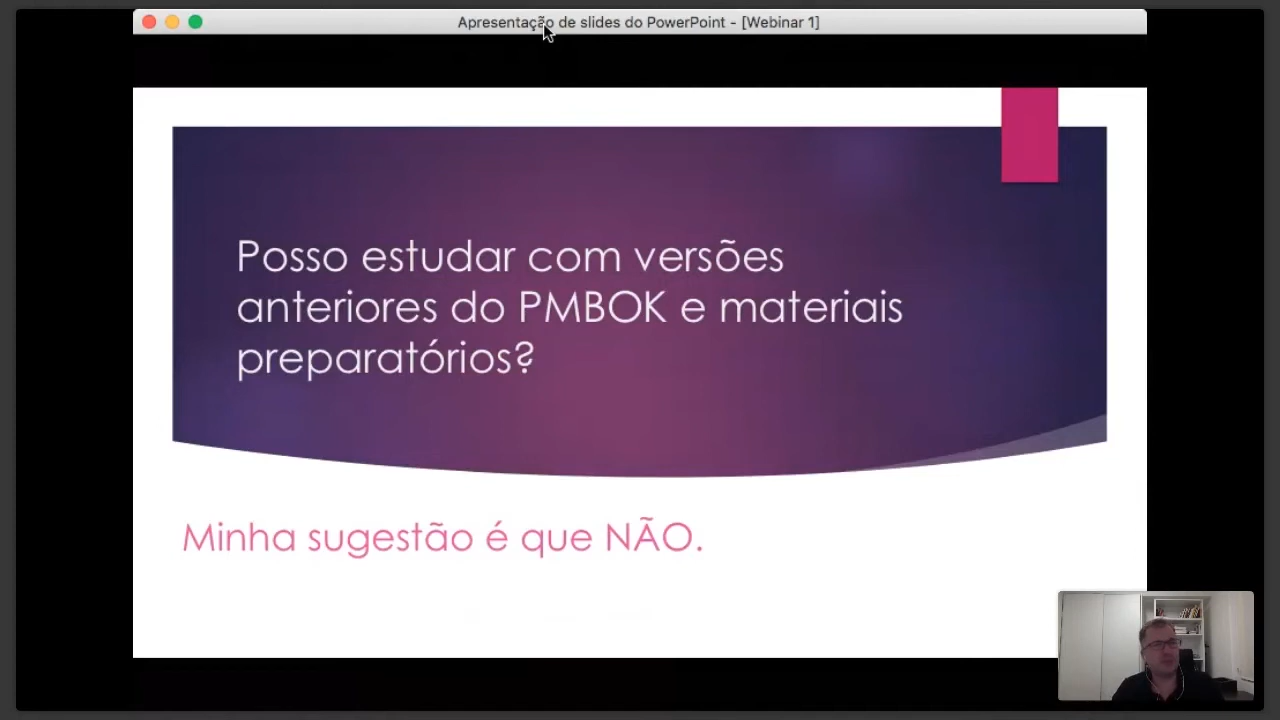 Apresentação de slides do PowerPoint - [Webinar 1]
Posso estudar com versões
anteriores do PMBOK e materiais
preparatórios?
Minha sugestão é que NÃO.